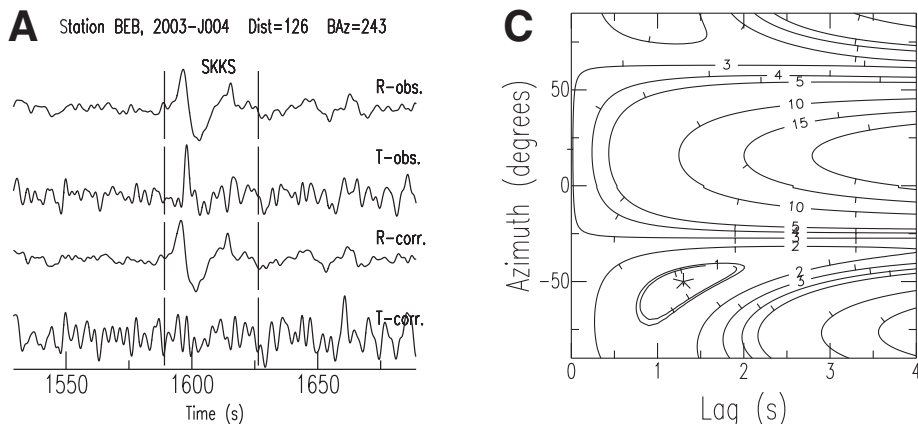 A Station BEB, 2003-J004 Dist=126 BAz=243
SKKS
R-obs.
T-obs.
R-corr.
T-corr.
1550 1600 1650
Time (s)
C
Azimuth (degrees)
50
0
-50
3
4
5
10
15
10
5
4
3
2
1
2
3
0 1 2 3 4
Lag (s)